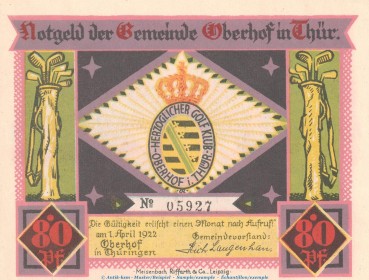 Notgeld der Gemeinde Oberhof in Thür.
HERZOGLICHER GOLF KLUB
OBERHOF i. THÜR.
№ 05927
Die Gültigkeit erlischt einen Monat nach Aufruf!
am 1. April 1922
Oberhof
in Thüringen
Gemeindevorstand:
80
Pf
80
Pf
Meisenbach, Riffarth & Co., Leipzig